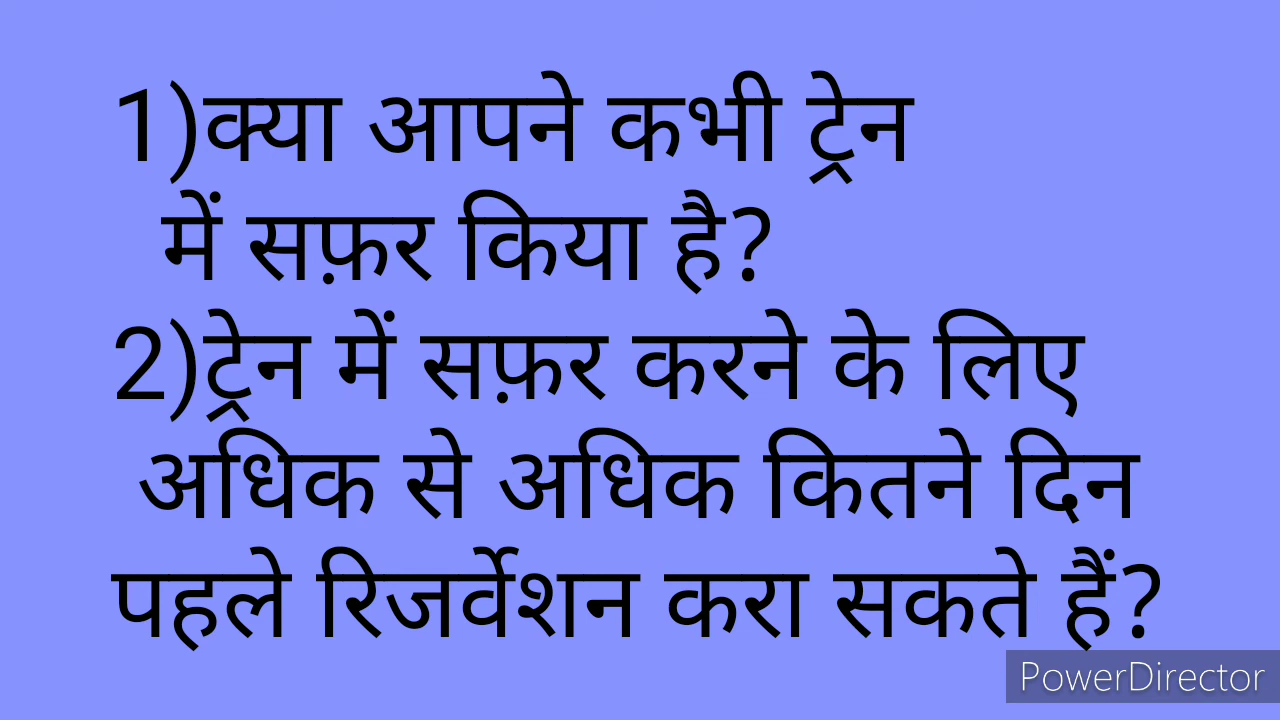 1)क्या आपने कभी ट्रेन
में सफ़र किया है?
2)ट्रेन में सफ़र करने के लिए
अधिक से अधिक कितने दिन
पहले रिजर्वेशन करा सकते हैं?
PowerDirector